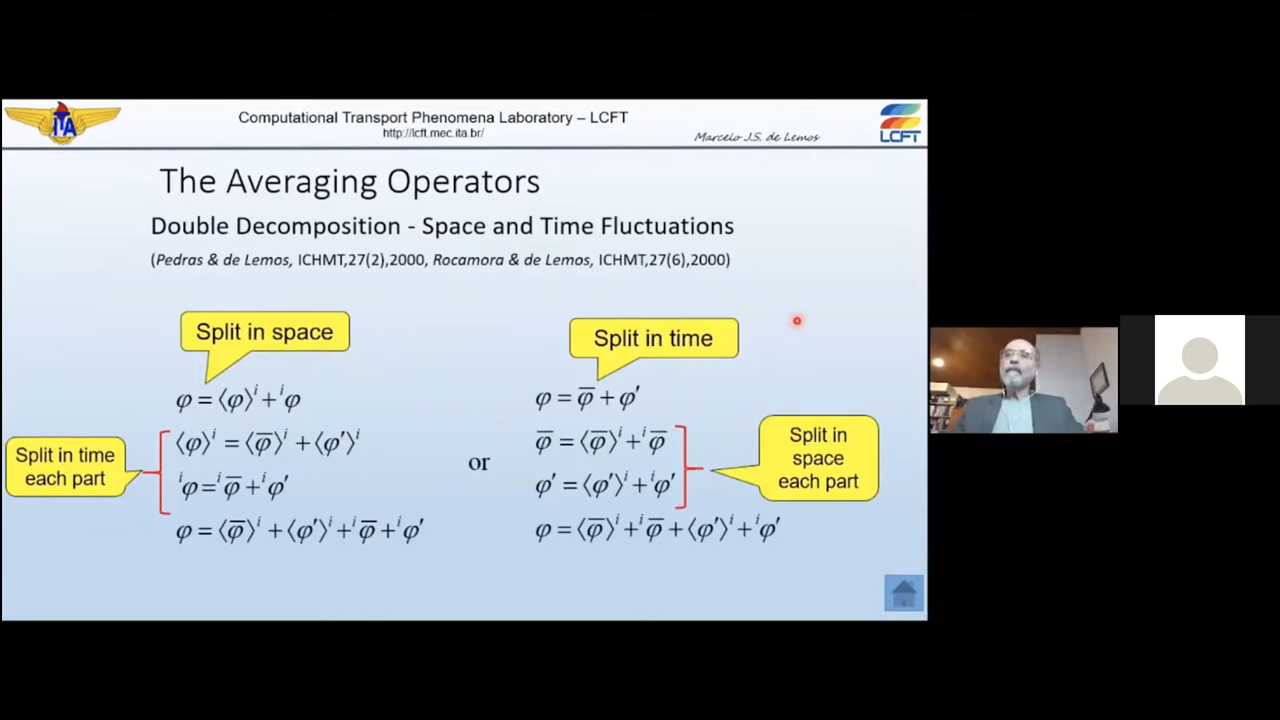 ITA
Computational Transport Phenomena Laboratory – LCFT
http://lcft.mec.ita.br/
Marcelo J.S. de Lemos
LCFT
The Averaging Operators
Double Decomposition - Space and Time Fluctuations
(Pedras & de Lemos, ICHMT,27(2),2000, Rocamora & de Lemos, ICHMT,27(6),2000)
Split in space
φ = ⟨φ⟩ⁱ + ⁱφ
Split in time
each part
⟨φ⟩ⁱ = ⟨φ̄⟩ⁱ + ⟨φ′⟩ⁱ
ⁱφ = ⁱφ̄ + ⁱφ′
φ = ⟨φ̄⟩ⁱ + ⟨φ′⟩ⁱ + ⁱφ̄ + ⁱφ′
or
Split in time
φ = φ̄ + φ′
φ̄ = ⟨φ̄⟩ⁱ + ⁱφ̄
φ′ = ⟨φ′⟩ⁱ + ⁱφ′
Split in
space
each part
φ = ⟨φ̄⟩ⁱ + ⁱφ̄ + ⟨φ′⟩ⁱ + ⁱφ′